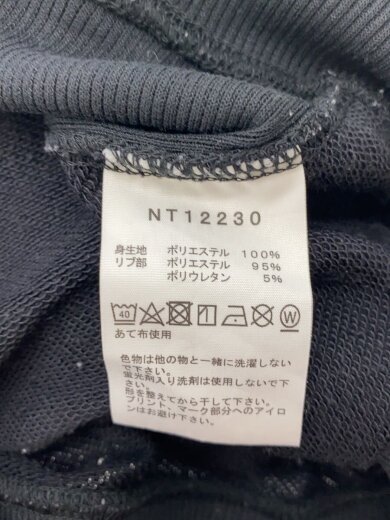 NT12230
身生地 ポリエステル 100%
リブ部 ポリエステル 95%
ポリウレタン 5%
40 W
あて布使用
色物は他の物と一緒に洗濯しない
で下さい。
蛍光剤入り洗剤は使用しないで下
さい。
形を整えてから干して下さい。
プリント、マーク部分へのアイロ
ンはお避け下さい。